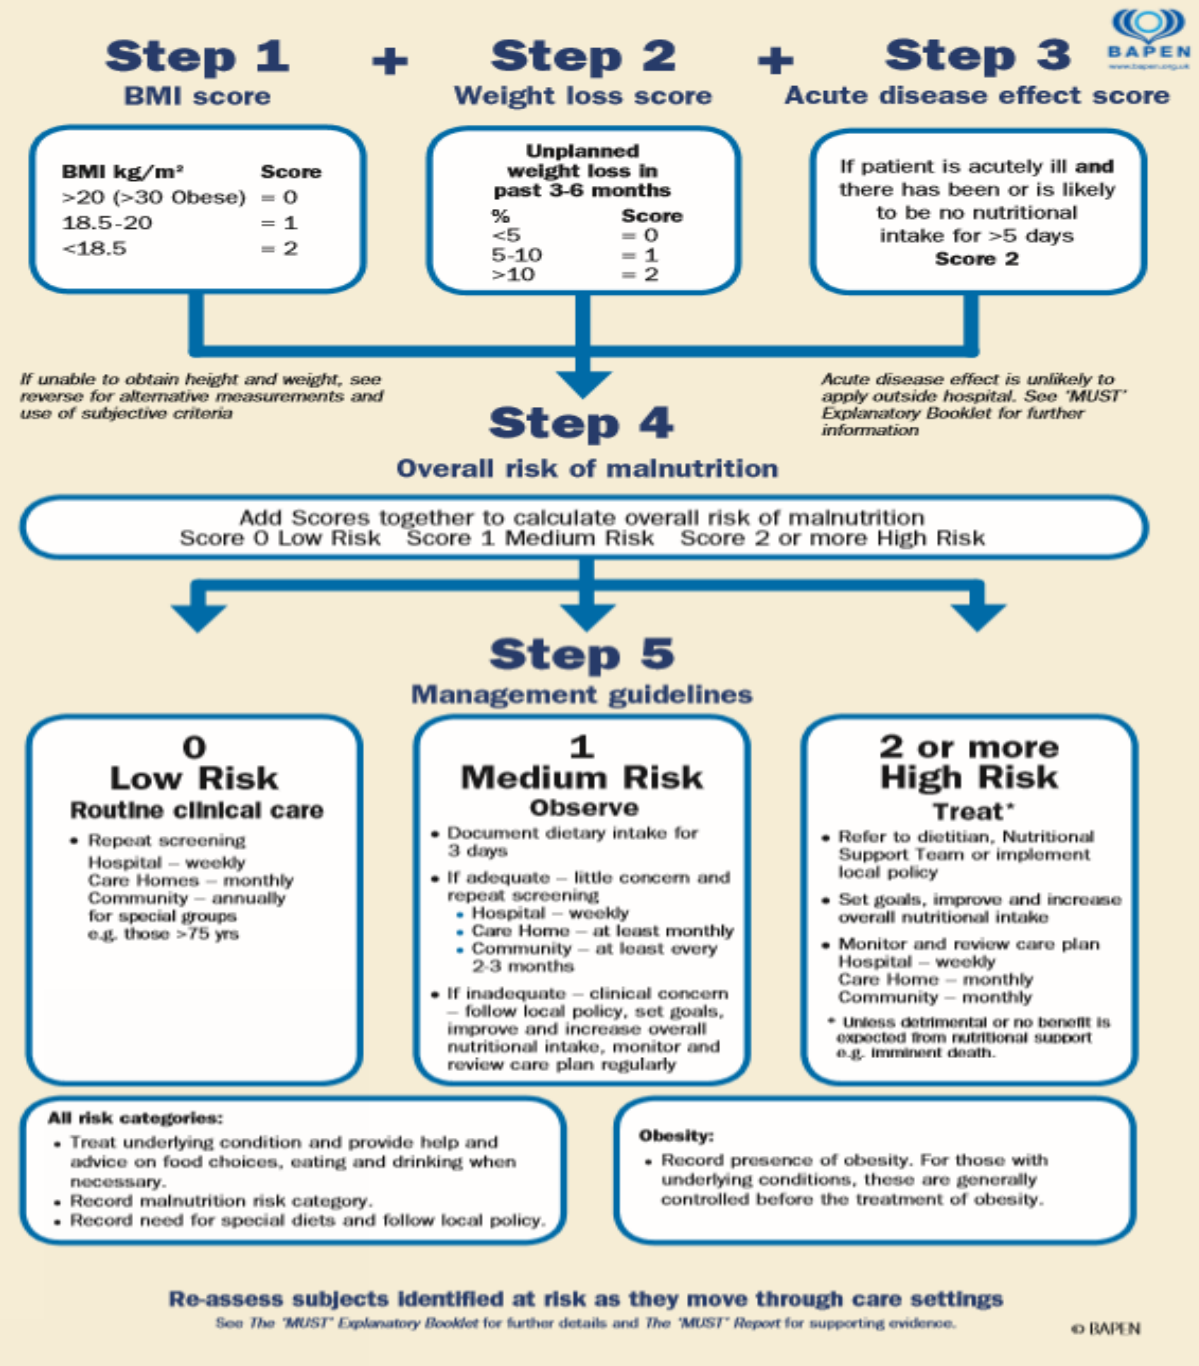 BAPEN
www.bapen.org.uk
Step 1 + Step 2 + Step 3
BMI score
Weight loss score
Acute disease effect score
BMI kg/m² Score
>20 (>30 Obese) = 0
18.5-20 = 1
<18.5 = 2
Unplanned
weight loss in
past 3-6 months
% Score
<5 = 0
5-10 = 1
>10 = 2
If patient is acutely ill and
there has been or is likely
to be no nutritional
intake for >5 days
Score 2
If unable to obtain height and weight, see
reverse for alternative measurements and
use of subjective criteria
Acute disease effect is unlikely to
apply outside hospital. See 'MUST'
Explanatory Booklet for further
information
Step 4
Overall risk of malnutrition
Add Scores together to calculate overall risk of malnutrition
Score 0 Low Risk Score 1 Medium Risk Score 2 or more High Risk
Step 5
Management guidelines
0
Low Risk
Routine clinical care
• Repeat screening
Hospital – weekly
Care Homes – monthly
Community – annually
for special groups
e.g. those >75 yrs
1
Medium Risk
Observe
• Document dietary intake for
3 days
• If adequate – little concern and
repeat screening
• Hospital – weekly
• Care Home – at least monthly
• Community – at least every
2-3 months
• If inadequate – clinical concern
– follow local policy, set goals,
improve and increase overall
nutritional intake, monitor and
review care plan regularly
2 or more
High Risk
Treat*
• Refer to dietitian, Nutritional
Support Team or implement
local policy
• Set goals, improve and increase
overall nutritional intake
• Monitor and review care plan
Hospital – weekly
Care Home – monthly
Community – monthly
* Unless detrimental or no benefit is
expected from nutritional support
e.g. imminent death.
All risk categories:
• Treat underlying condition and provide help and
advice on food choices, eating and drinking when
necessary.
• Record malnutrition risk category.
• Record need for special diets and follow local policy.
Obesity:
• Record presence of obesity. For those with
underlying conditions, these are generally
controlled before the treatment of obesity.
Re-assess subjects identified at risk as they move through care settings
See The 'MUST' Explanatory Booklet for further details and The 'MUST' Report for supporting evidence.
© BAPEN